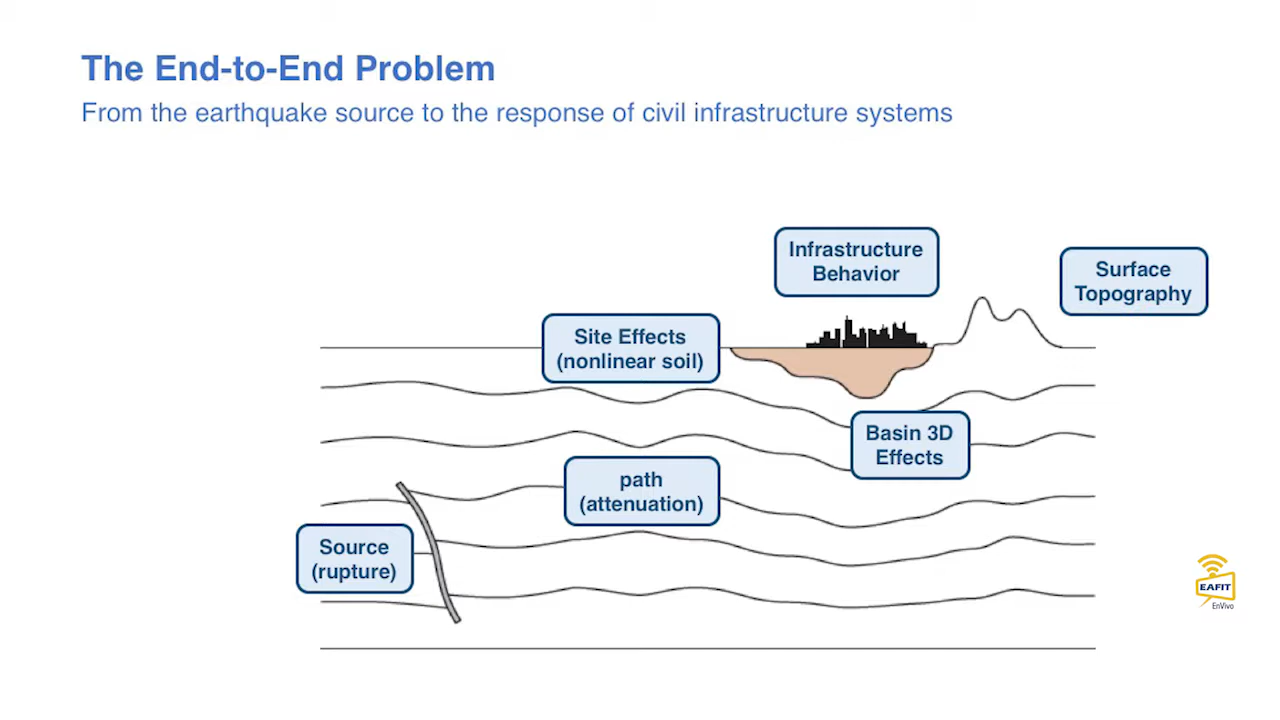 The End-to-End Problem
From the earthquake source to the response of civil infrastructure systems
Infrastructure
Behavior
Surface
Topography
Site Effects
(nonlinear soil)
Basin 3D
Effects
path
(attenuation)
Source
(rupture)
EAFIT
EnVivo